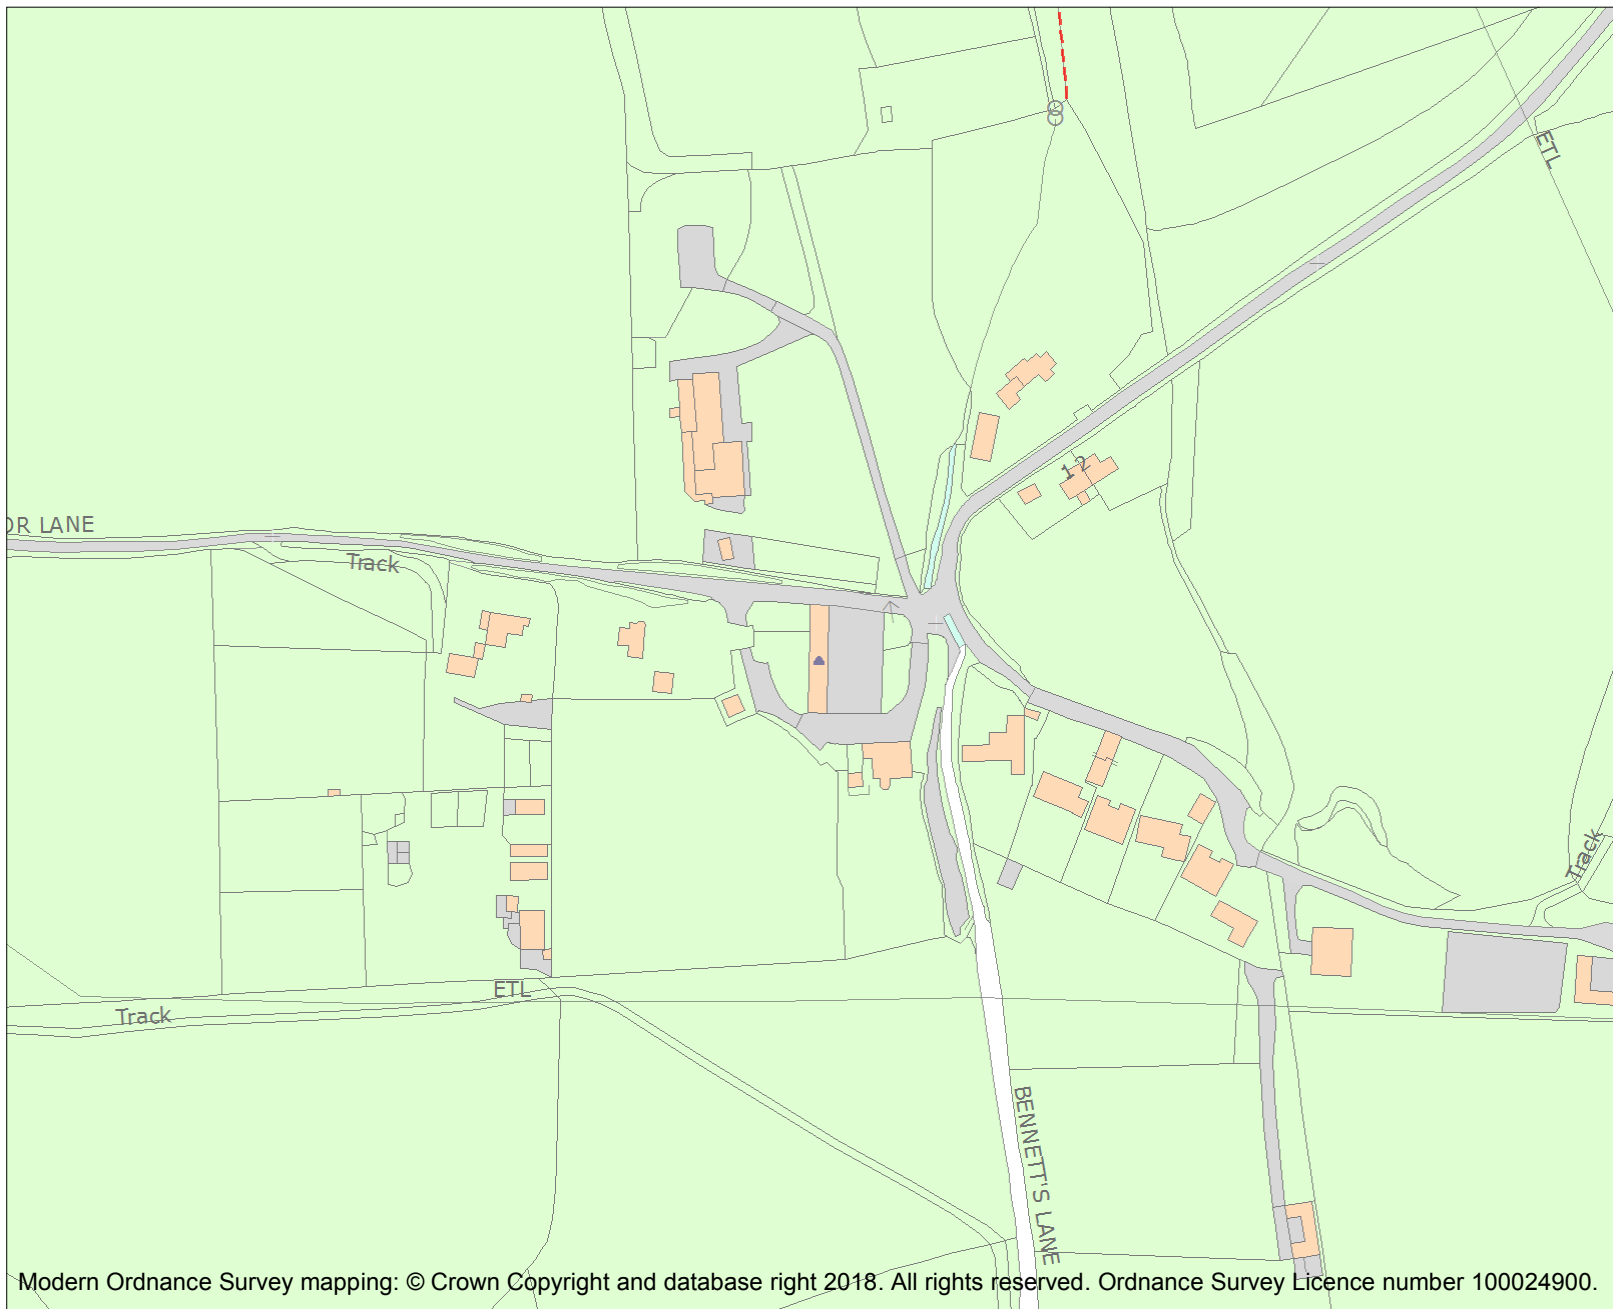 ETL
1 2
OR LANE
Track
Track
ETL
Track
BENNETT'S LANE
Modern Ordnance Survey mapping: © Crown Copyright and database right 2018. All rights reserved. Ordnance Survey Licence number 100024900.